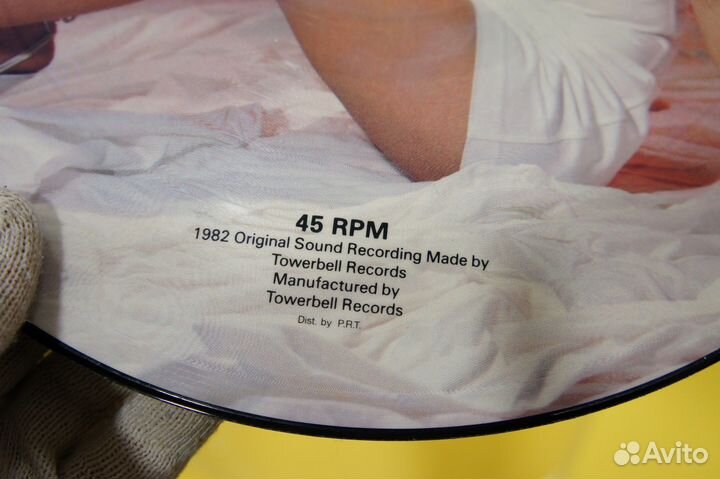 45 RPM
1982 Original Sound Recording Made by
Towerbell Records
Manufactured by
Towerbell Records
Dist. by P.R.T.
Avito